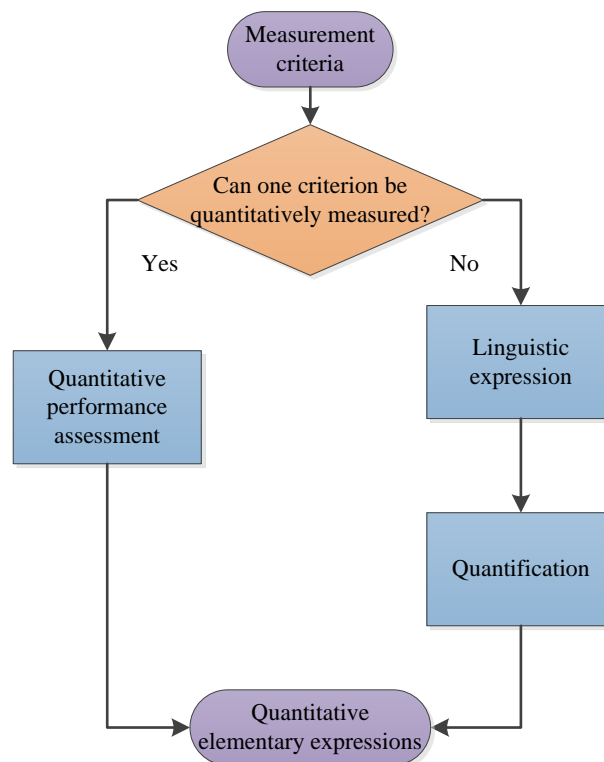 Measurement
criteria
Can one criterion be
quantitatively measured?
Yes
No
Quantitative
performance
assessment
Linguistic
expression
Quantification
Quantitative
elementary expressions